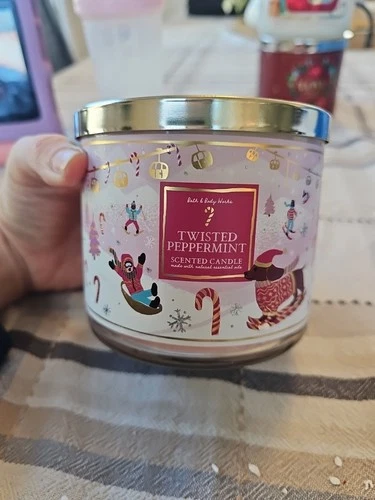 Bath & Body Works
TWISTED
PEPPERMINT
SCENTED CANDLE
made with natural essential oils